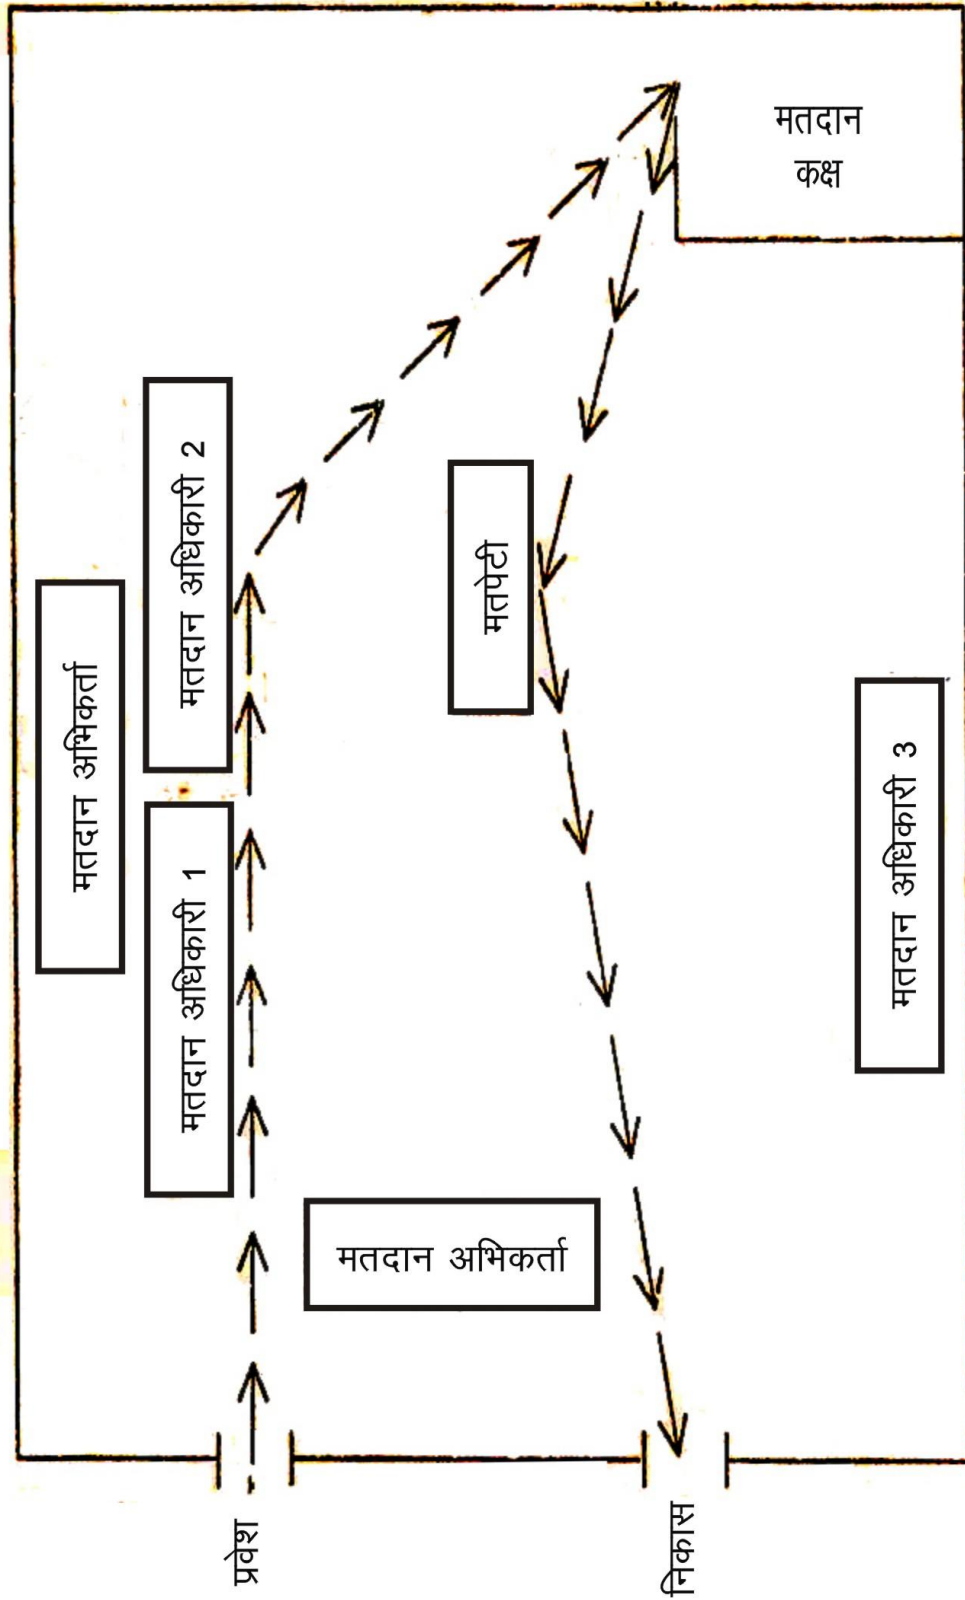 मतदान
कक्ष
मतदान अधिकारी 2
मतदान अभिकर्ता
मतपेटी
मतदान अधिकारी 1
मतदान अधिकारी 3
मतदान अभिकर्ता
प्रवेश
निकास